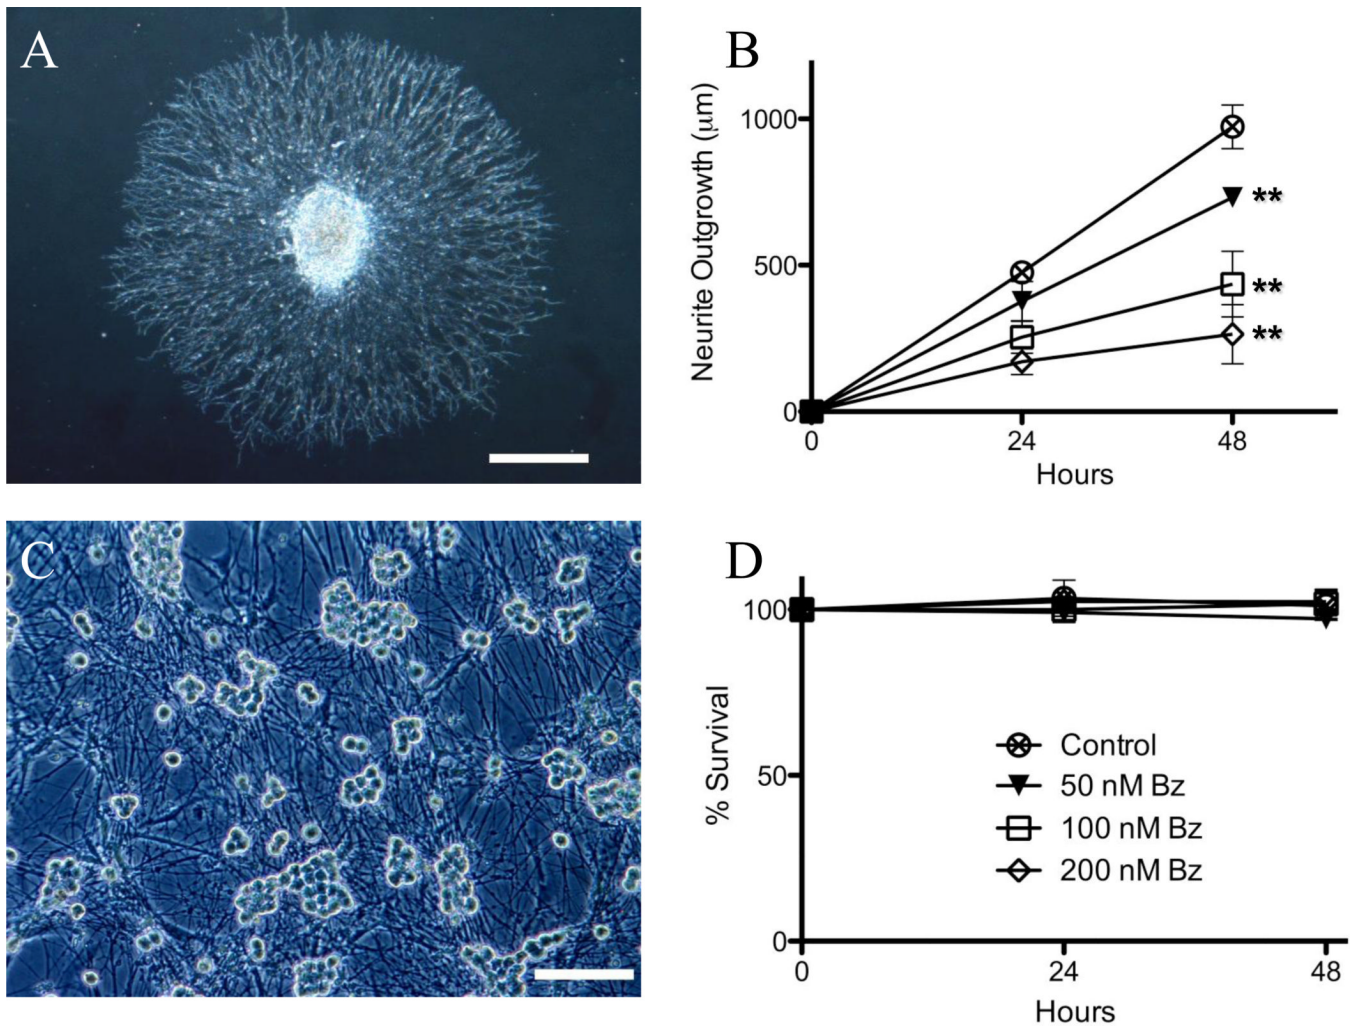 A
B
Neurite Outgrowth (μm)
1000
500
0
0 24 48
Hours
**
**
**
C
D
% Survival
100
50
0
0 24 48
Hours
Control
50 nM Bz
100 nM Bz
200 nM Bz